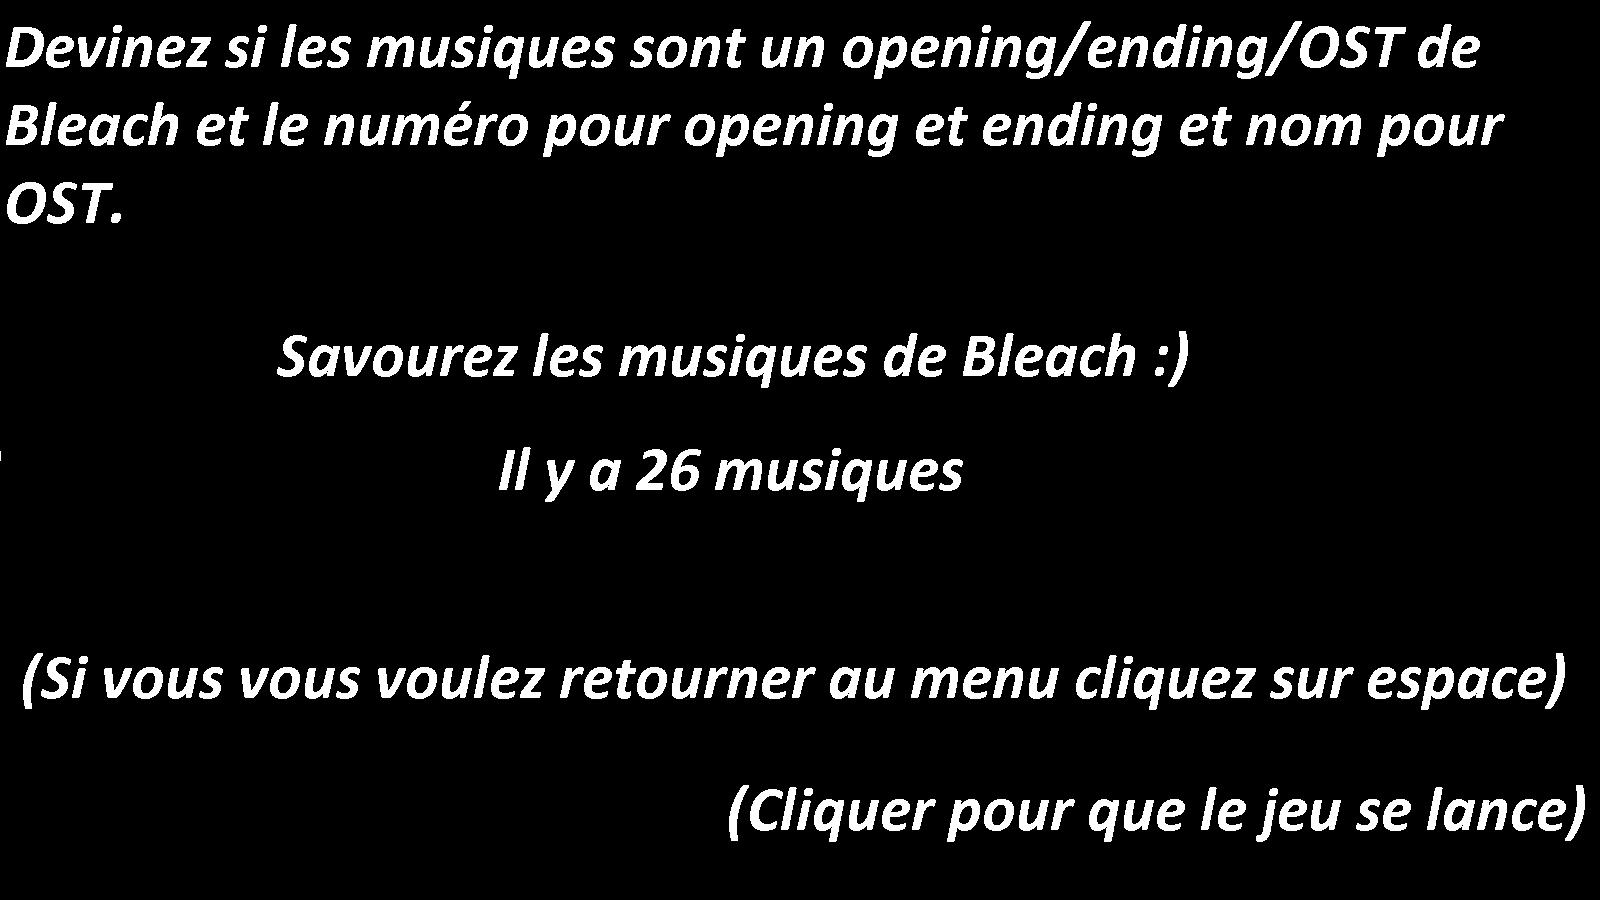 Devinez si les musiques sont un opening/ending/OST de
Bleach et le numéro pour opening et ending et nom pour
OST.
Savourez les musiques de Bleach :)
Il y a 26 musiques
(Si vous vous voulez retourner au menu cliquez sur espace)
(Cliquer pour que le jeu se lance)